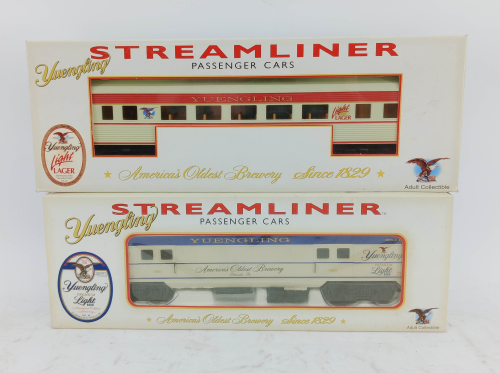 STREAMLINER
Yuengling
PASSENGER CARS
YUENGLING
Light
LAGER
Yuengling
Light
LAGER
America's Oldest Brewery Since 1829
Adult Collectible
STREAMLINER™
Yuengling
PASSENGER CARS
YUENGLING
America's Oldest Brewery
Yuengling
Light
Yuengling
Light
America's Oldest Brewery Since 1829
Adult Collectible